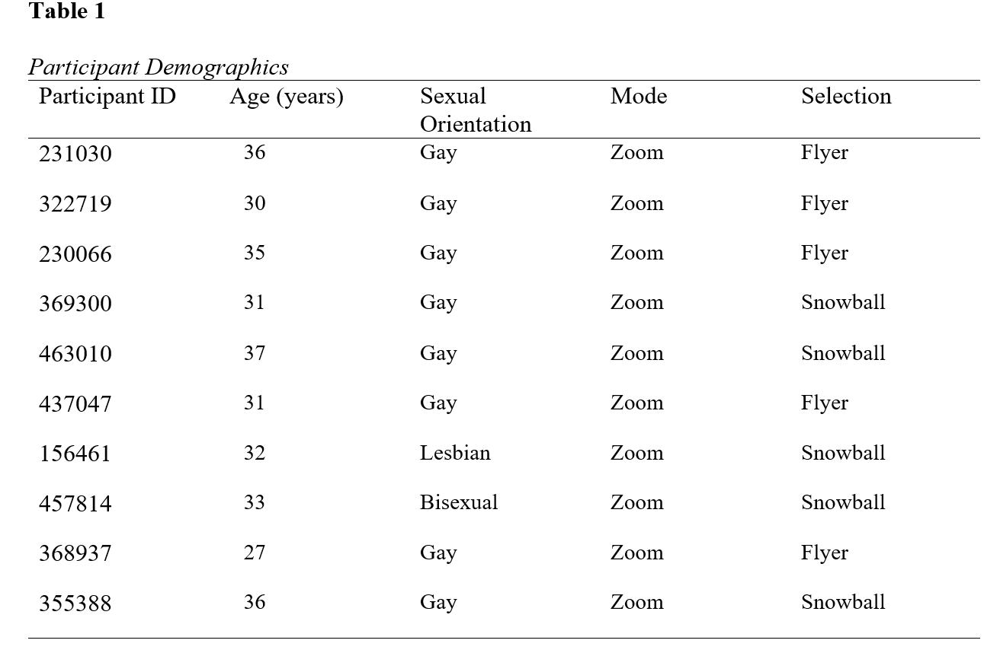 Table 1
Participant Demographics
Participant ID Age (years) Sexual Orientation Mode Selection
231030 36 Gay Zoom Flyer
322719 30 Gay Zoom Flyer
230066 35 Gay Zoom Flyer
369300 31 Gay Zoom Snowball
463010 37 Gay Zoom Snowball
437047 31 Gay Zoom Flyer
156461 32 Lesbian Zoom Snowball
457814 33 Bisexual Zoom Snowball
368937 27 Gay Zoom Flyer
355388 36 Gay Zoom Snowball